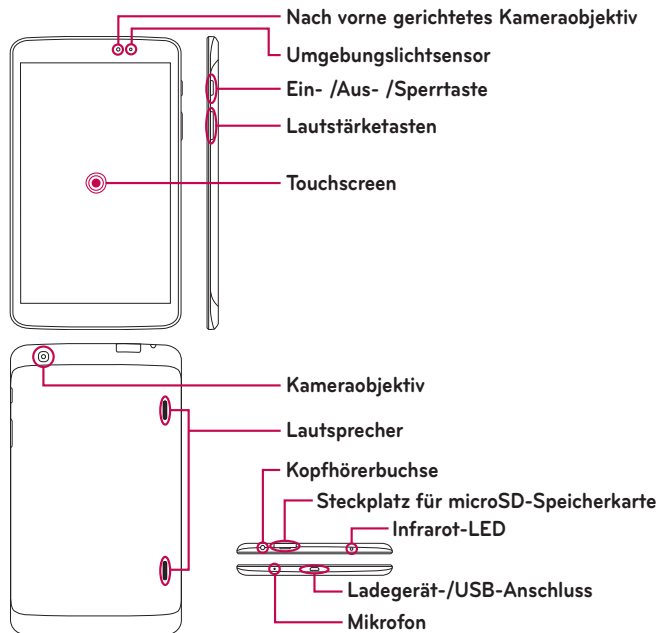 Nach vorne gerichtetes Kameraobjektiv
Umgebungslichtsensor
Ein- /Aus- /Sperrtaste
Lautstärketasten
Touchscreen
Kameraobjektiv
Lautsprecher
Kopfhörerbuchse
Steckplatz für microSD-Speicherkarte
Infrarot-LED
Ladegerät-/USB-Anschluss
Mikrofon